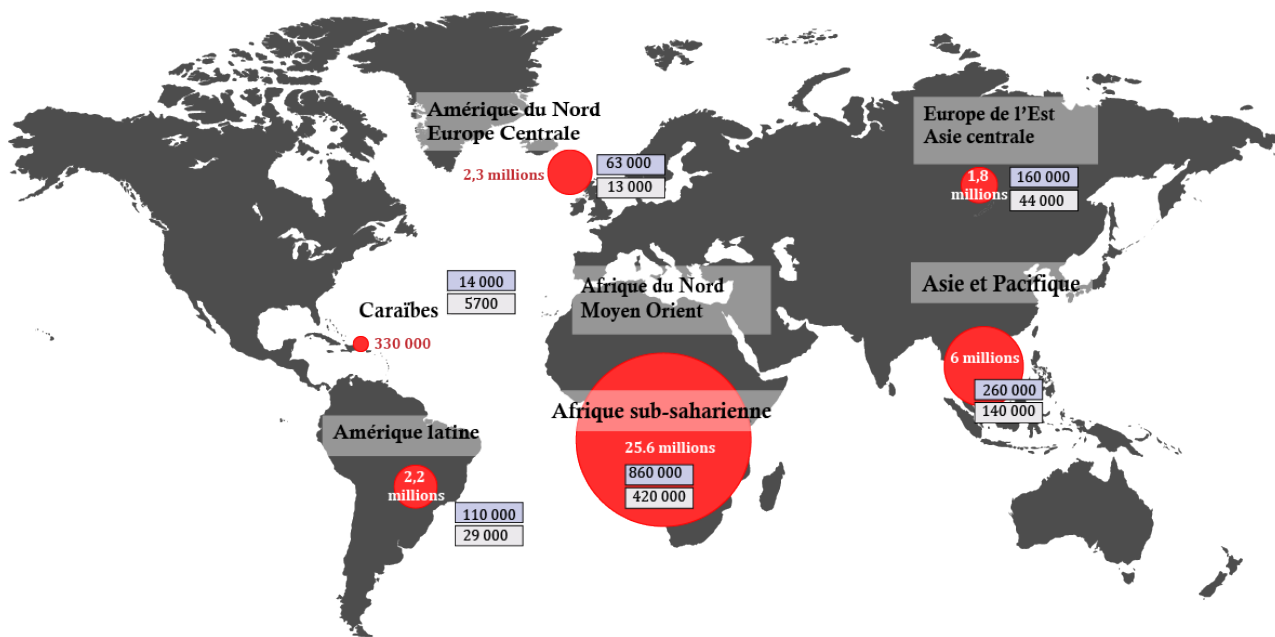 Amérique du Nord
Europe Centrale
2,3 millions
63 000
13 000
Europe de l'Est
Asie centrale
1,8
millions
160 000
44 000
Caraïbes
14 000
5700
330 000
Afrique du Nord
Moyen Orient
Asie et Pacifique
6 millions
260 000
140 000
Amérique latine
2,2
millions
110 000
29 000
Afrique sub-saharienne
25.6 millions
860 000
420 000